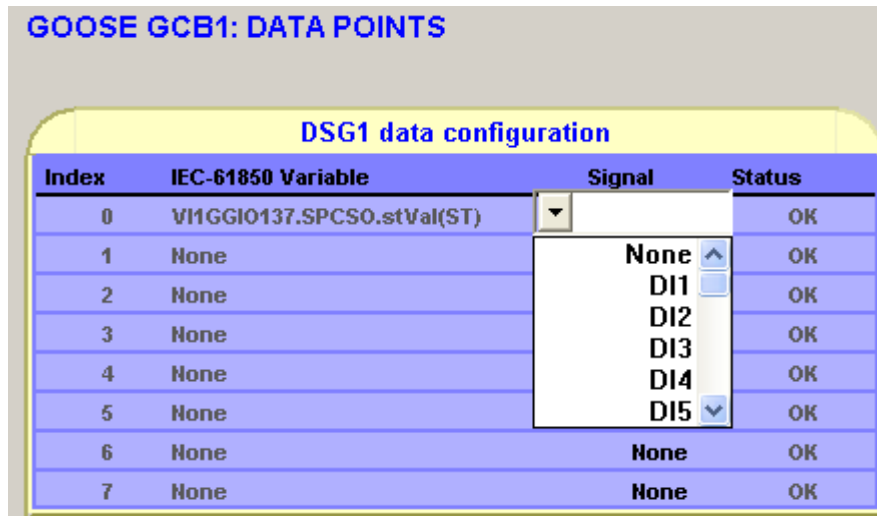 GOOSE GCB1: DATA POINTS
DSG1 data configuration
Index IEC-61850 Variable Signal Status
0 VI1GGIO137.SPCSO.stVal(ST) OK
1 None None OK
2 None DI1 DI2 OK
3 None DI3 OK
4 None DI4 OK
5 None DI5 OK
6 None None OK
7 None None OK